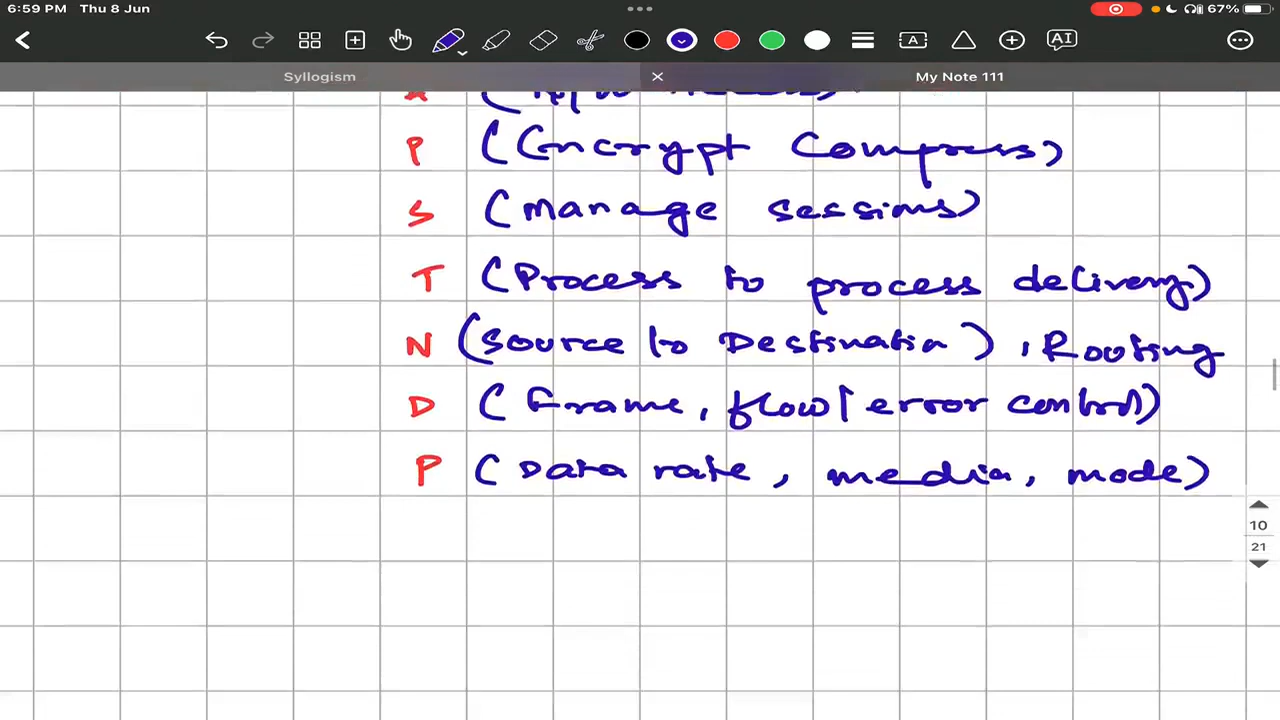 6:59 PM Thu 8 Jun 67%
A AI
Syllogism My Note 111
A (
P (Encrypt Compress)
S (manage sessions)
T (Process to process delivery)
N (Source to Destination), Routing
D (Frame, flow/error control)
P (Data rate, media, mode)
10
21